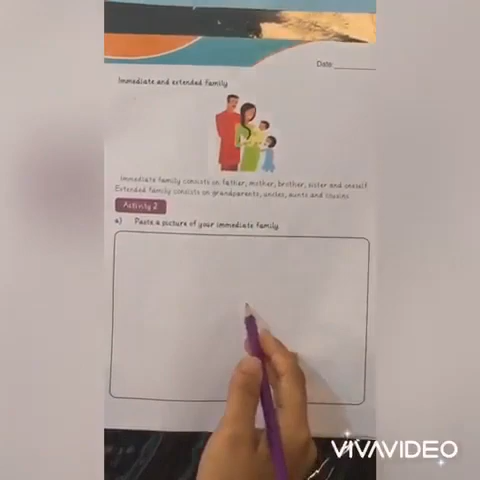 Date:
Immediate and extended family
Immediate family consists on father, mother, brother, sister and oneself
Extended family consists on grandparents, uncles, aunts and cousins
Activity 2
a) Paste a picture of your immediate family
VIVAVIDEO